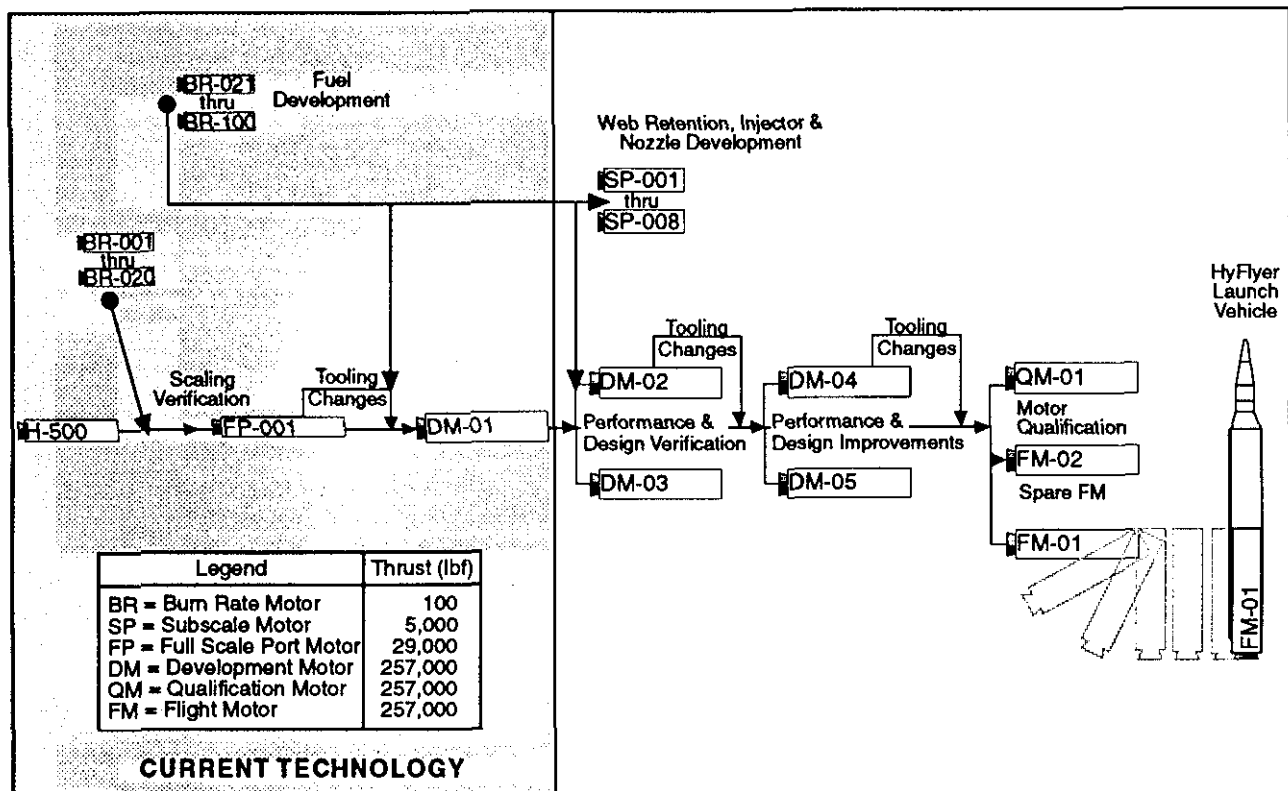 BR-021
thru
BR-100
Fuel
Development
Web Retention, Injector &
Nozzle Development
SP-001
thru
SP-008
BR-001
thru
BR-020
HyFlyer
Launch
Vehicle
Scaling
Verification
Tooling
Changes
Tooling
Changes
Tooling
Changes
H-500
FP-001
DM-01
DM-02
Performance &
Design Verification
DM-03
DM-04
Performance &
Design Improvements
DM-05
QM-01
Motor
Qualification
FM-02
Spare FM
FM-01
FM-01
Legend Thrust (lbf)
BR = Burn Rate Motor 100
SP = Subscale Motor 5,000
FP = Full Scale Port Motor 29,000
DM = Development Motor 257,000
QM = Qualification Motor 257,000
FM = Flight Motor 257,000
CURRENT TECHNOLOGY